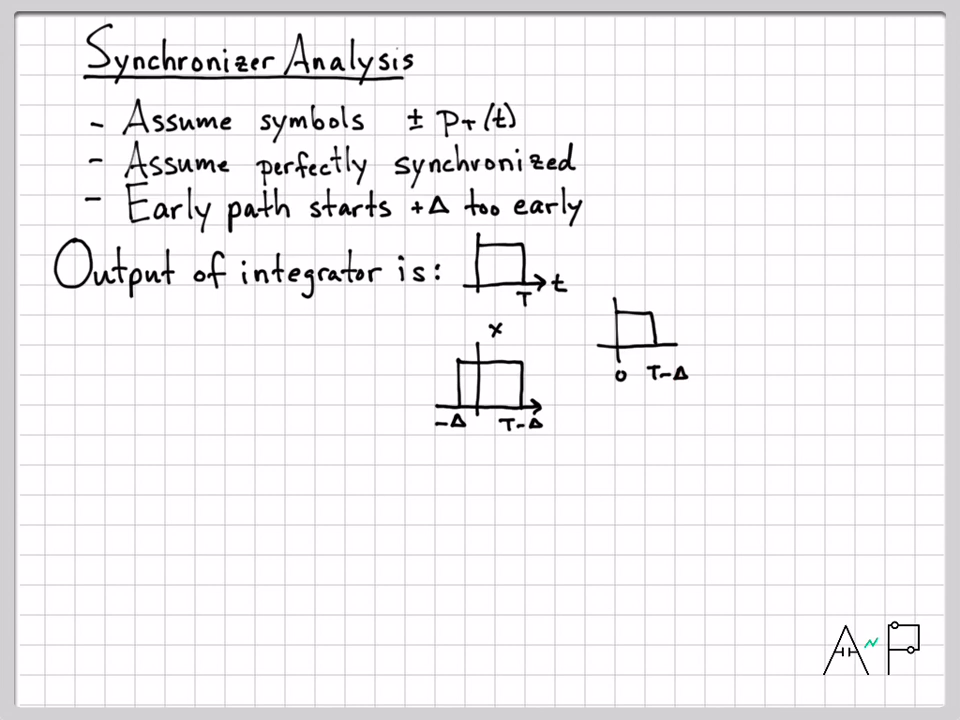 Synchronizer Analysis
- Assume symbols ± p_T(t)
- Assume perfectly synchronized
- Early path starts +Δ too early
Output of integrator is:
T t
x
0 T-Δ
-Δ T-Δ
A P